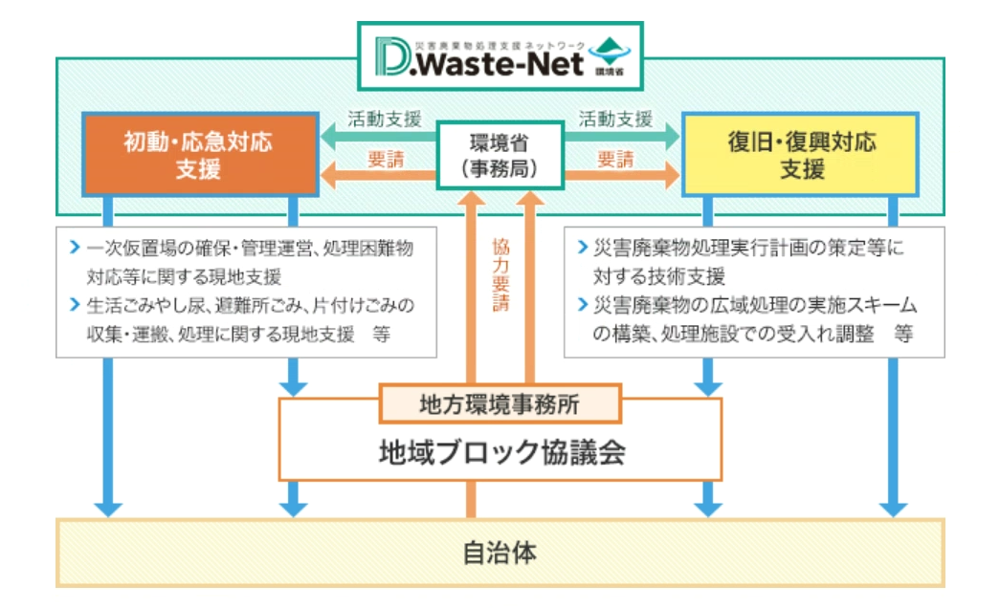 災害廃棄物処理支援ネットワーク
D.Waste-Net
環境省
初動・応急対応
支援
活動支援
要請
環境省
（事務局）
活動支援
要請
復旧・復興対応
支援
一次仮置場の確保・管理運営、処理困難物
対応等に関する現地支援
生活ごみやし尿、避難所ごみ、片付けごみの
収集・運搬、処理に関する現地支援　等
協力要請
災害廃棄物処理実行計画の策定等に
対する技術支援
災害廃棄物の広域処理の実施スキーム
の構築、処理施設での受入れ調整　等
地方環境事務所
地域ブロック協議会
自治体